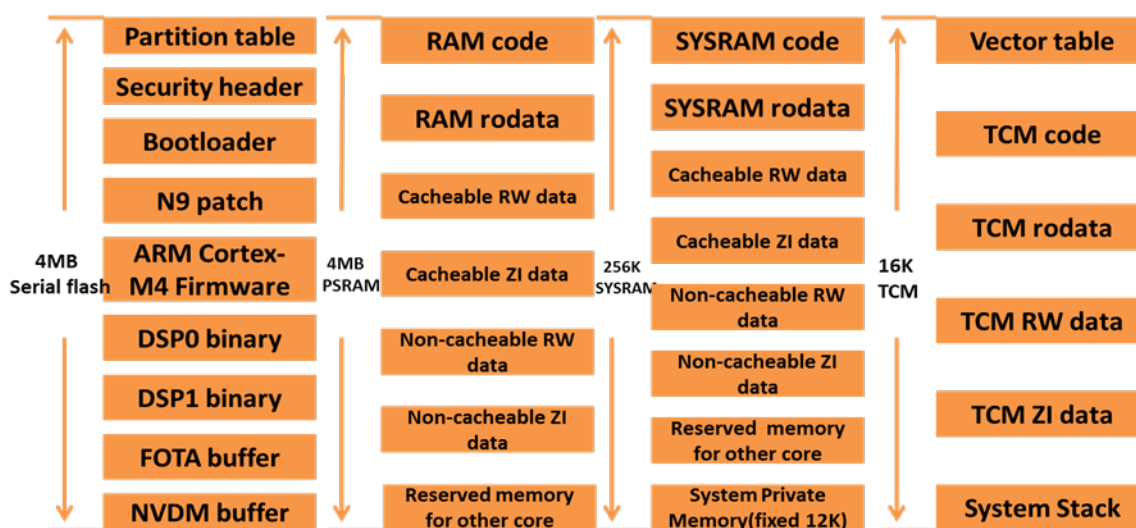 Partition table
Security header
Bootloader
N9 patch
ARM Cortex-
M4 Firmware
DSP0 binary
DSP1 binary
FOTA buffer
NVDM buffer
4MB
Serial flash
RAM code
RAM rodata
Cacheable RW data
Cacheable ZI data
Non-cacheable RW
data
Non-cacheable ZI
data
Reserved memory
for other core
4MB
PSRAM
SYSRAM code
SYSRAM rodata
Cacheable RW data
Cacheable ZI data
Non-cacheable RW
data
Non-cacheable ZI
data
Reserved memory
for other core
System Private
Memory(fixed 12K)
256K
SYSRAM
Vector table
TCM code
TCM rodata
TCM RW data
TCM ZI data
System Stack
16K
TCM